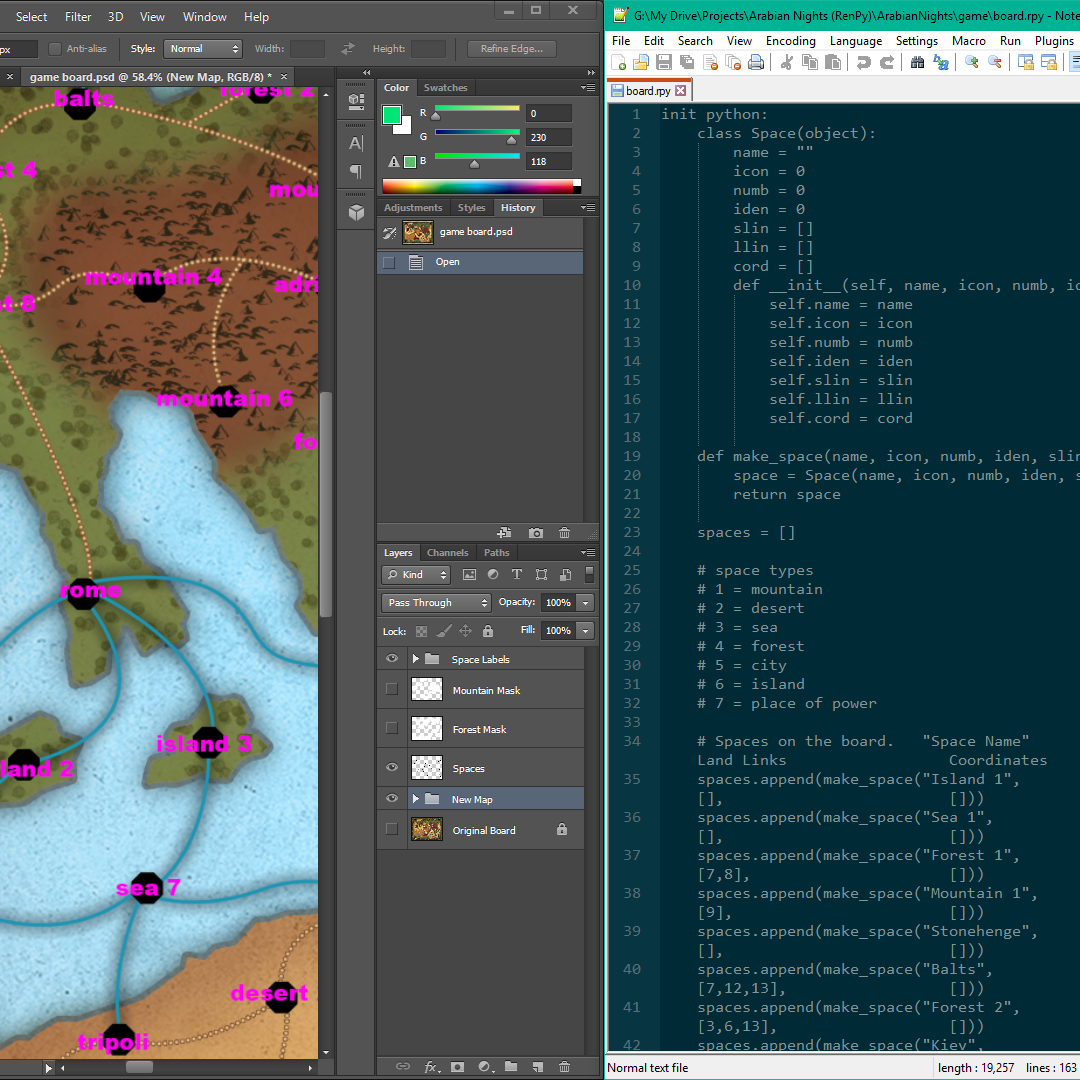 Select Filter 3D View Window Help
px Anti-alias Style: Normal Width: Height: Refine Edge...
× game board.psd @ 58.4% (New Map, RGB/8) * ×
balts
forest 2
st 4
mou
mountain 4
adri
st 8
mountain 6
fo
rome
island 3
land 2
sea 7
desert
tripoli
Color Swatches
R 0
G 230
B 118
Adjustments Styles History
game board.psd
Open
Layers Channels Paths
Kind
Pass Through Opacity: 100%
Lock: Fill: 100%
Space Labels
Mountain Mask
Forest Mask
Spaces
New Map
Original Board
fx
G:\My Drive\Projects\Arabian Nights (RenPy)\ArabianNights\game\board.rpy - Note
File Edit Search View Encoding Language Settings Macro Run Plugins
board.rpy
1 init python:
2 class Space(object):
3 name = ""
4 icon = 0
5 numb = 0
6 iden = 0
7 slin = []
8 llin = []
9 cord = []
10 def __init__(self, name, icon, numb, id
11 self.name = name
12 self.icon = icon
13 self.numb = numb
14 self.iden = iden
15 self.slin = slin
16 self.llin = llin
17 self.cord = cord
18
19 def make_space(name, icon, numb, iden, slin
20 space = Space(name, icon, numb, iden, s
21 return space
22
23 spaces = []
24
25 # space types
26 # 1 = mountain
27 # 2 = desert
28 # 3 = sea
29 # 4 = forest
30 # 5 = city
31 # 6 = island
32 # 7 = place of power
33
34 # Spaces on the board. "Space Name"
Land Links Coordinates
35 spaces.append(make_space("Island 1",
[], []))
36 spaces.append(make_space("Sea 1",
[], []))
37 spaces.append(make_space("Forest 1",
[7,8], []))
38 spaces.append(make_space("Mountain 1",
[9], []))
39 spaces.append(make_space("Stonehenge",
[], []))
40 spaces.append(make_space("Balts",
[7,12,13], []))
41 spaces.append(make_space("Forest 2",
[3,6,13], []))
42 spaces.append(make_space("Kiev",
Normal text file length : 19,257 lines : 163